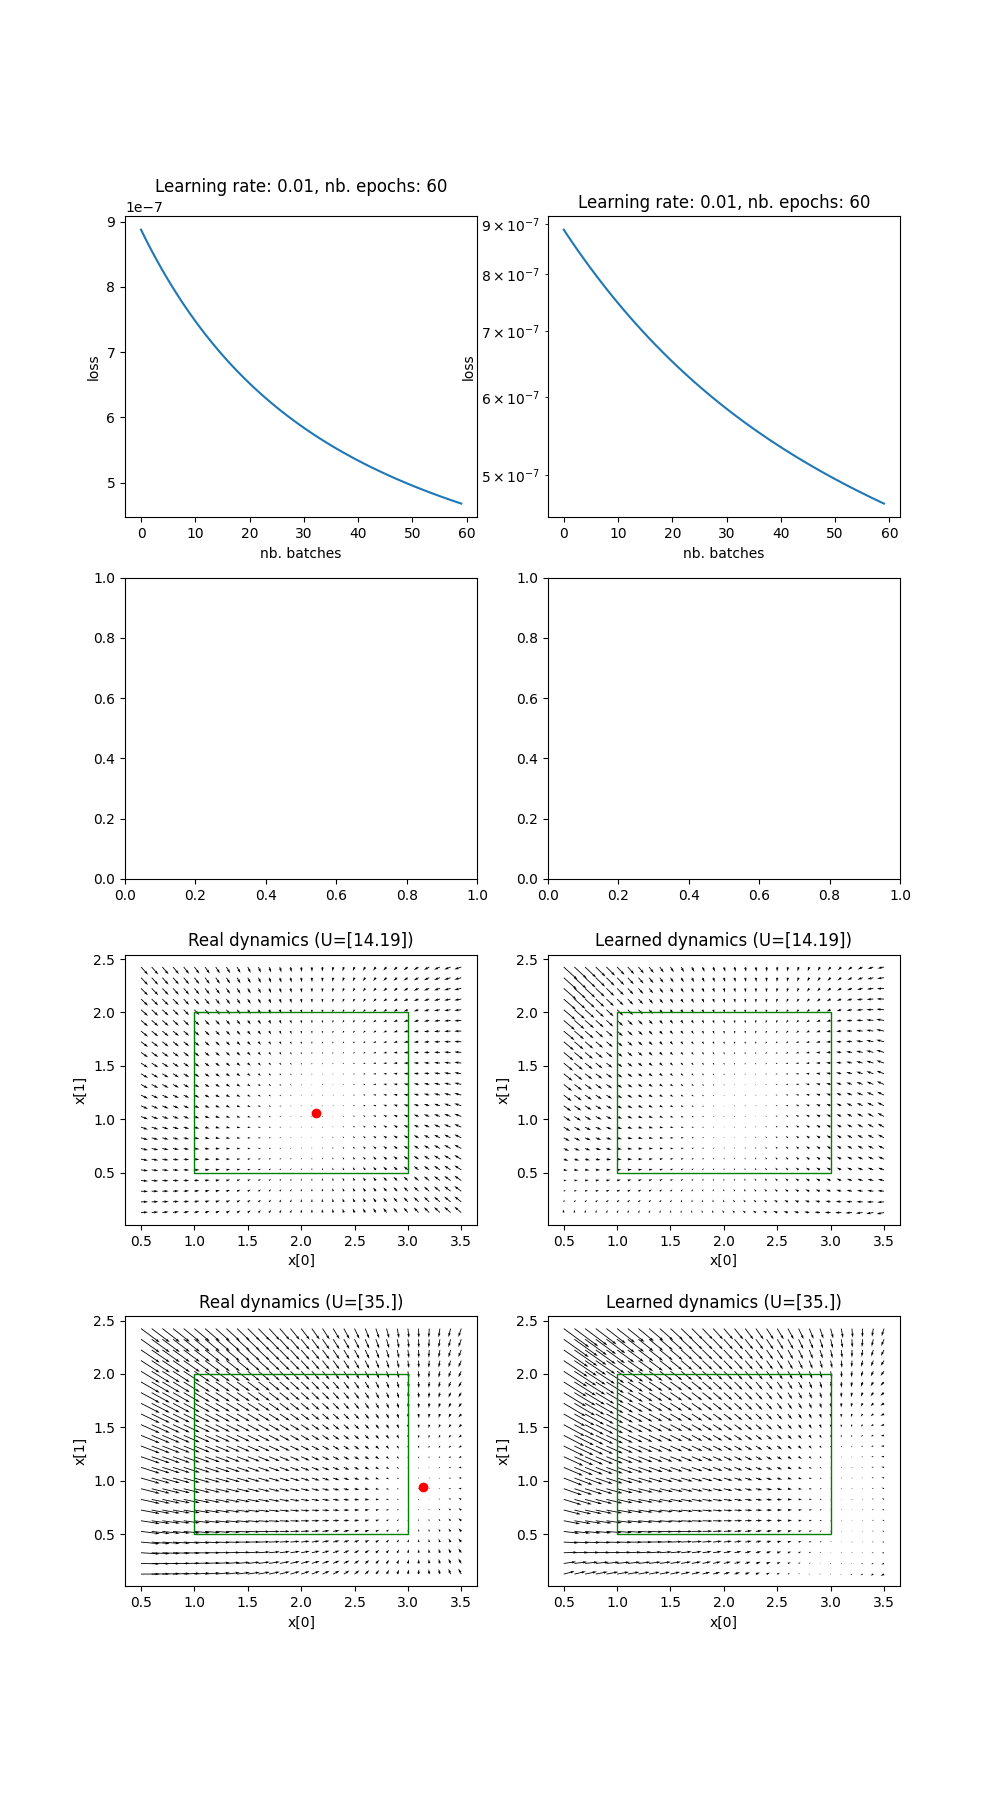 Learning rate: 0.01, nb. epochs: 60
Learning rate: 0.01, nb. epochs: 60
1e−7
9
8
7
6
5
loss
0 10 20 30 40 50 60
nb. batches
9 × 10⁻⁷
8 × 10⁻⁷
7 × 10⁻⁷
6 × 10⁻⁷
5 × 10⁻⁷
loss
0 10 20 30 40 50 60
nb. batches
1.0
0.8
0.6
0.4
0.2
0.0
0.0 0.2 0.4 0.6 0.8 1.0
1.0
0.8
0.6
0.4
0.2
0.0
0.0 0.2 0.4 0.6 0.8 1.0
Real dynamics (U=[14.19])
2.5
2.0
1.5
1.0
0.5
x[1]
0.5 1.0 1.5 2.0 2.5 3.0 3.5
x[0]
Learned dynamics (U=[14.19])
2.5
2.0
1.5
1.0
0.5
x[1]
0.5 1.0 1.5 2.0 2.5 3.0 3.5
x[0]
Real dynamics (U=[35.])
2.5
2.0
1.5
1.0
0.5
x[1]
0.5 1.0 1.5 2.0 2.5 3.0 3.5
x[0]
Learned dynamics (U=[35.])
2.5
2.0
1.5
1.0
0.5
x[1]
0.5 1.0 1.5 2.0 2.5 3.0 3.5
x[0]